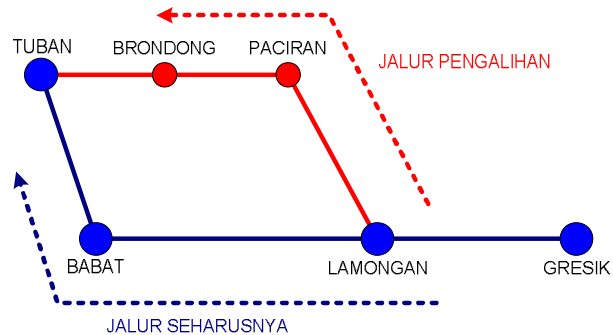 TUBAN
BRONDONG
PACIRAN
JALUR PENGALIHAN
BABAT
LAMONGAN
GRESIK
JALUR SEHARUSNYA